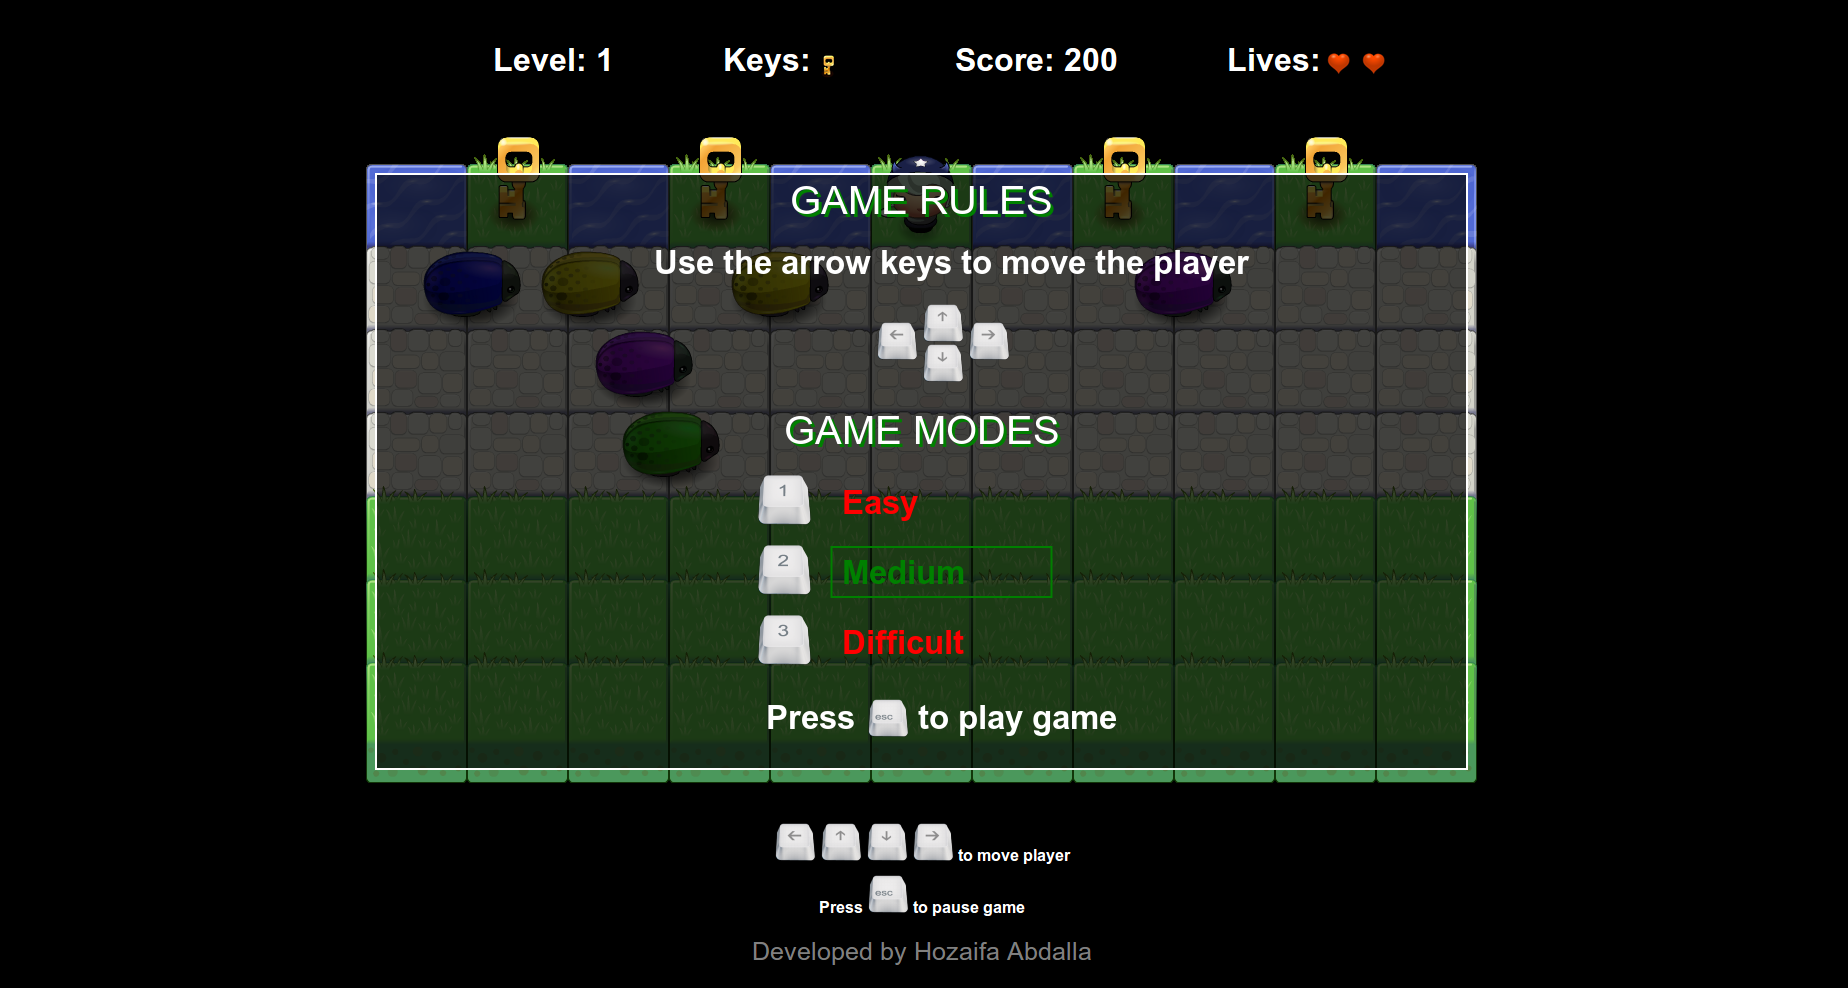 Level: 1 Keys: Score: 200 Lives:
GAME RULES
Use the arrow keys to move the player
↑
← →
↓
GAME MODES
1 Easy
2 Medium
3 Difficult
Press esc to play game
← ↑ ↓ → to move player
Press esc to pause game
Developed by Hozaifa Abdalla